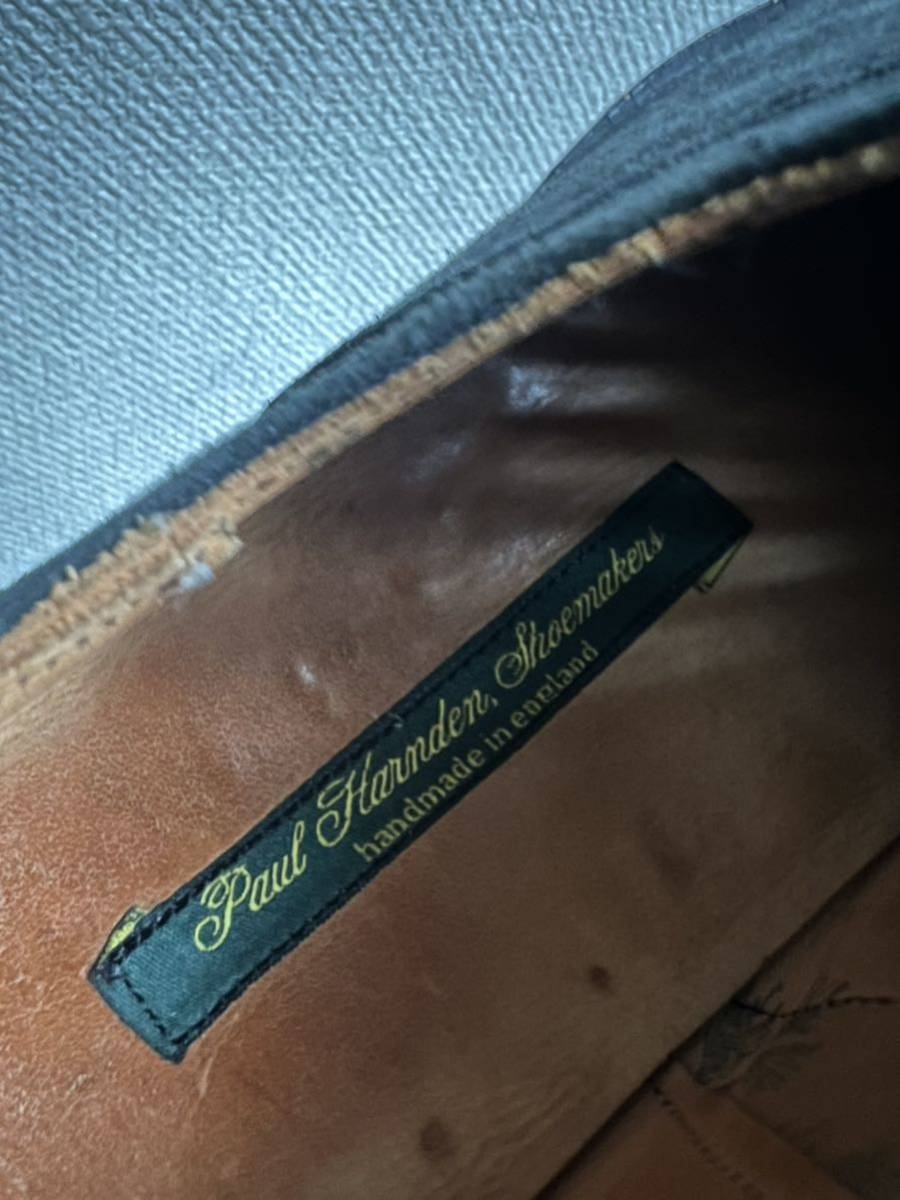 Paul Harnden, Shoemakers
handmade in england